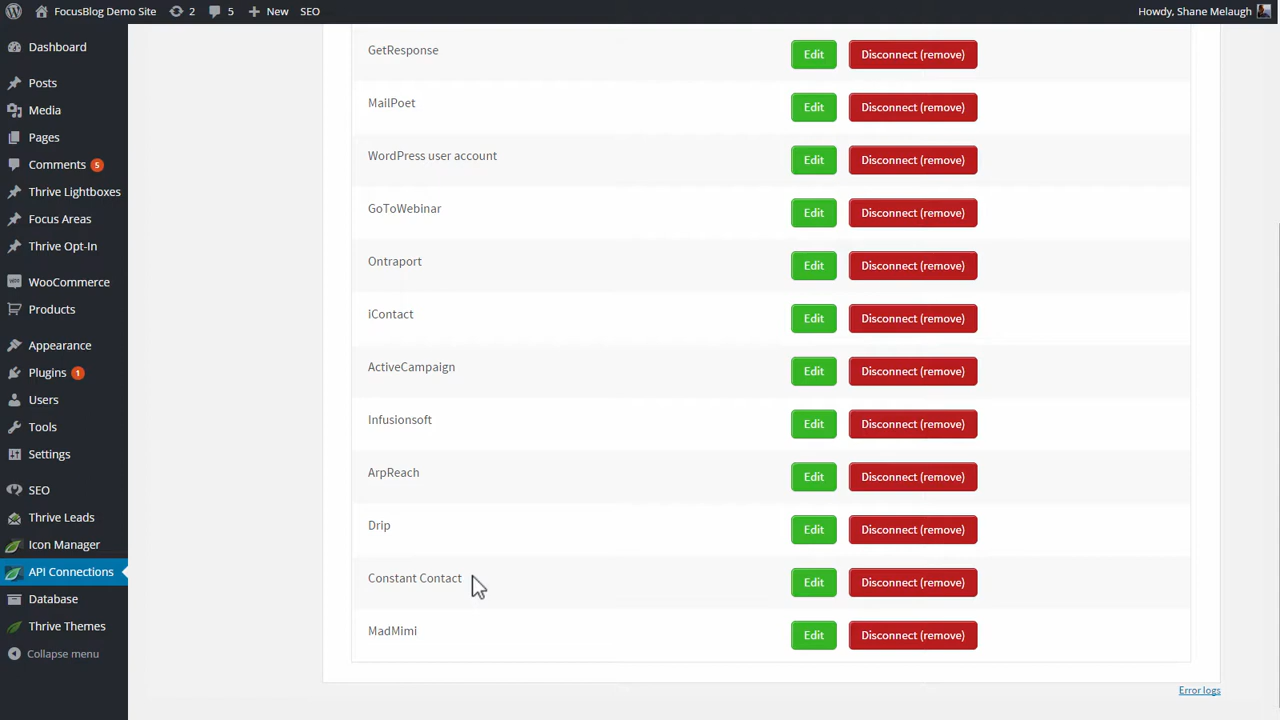 FocusBlog Demo Site 2 5 New SEO Howdy, Shane Melaugh
Dashboard
Posts
Media
Pages
Comments 5
Thrive Lightboxes
Focus Areas
Thrive Opt-In
WooCommerce
Products
Appearance
Plugins 1
Users
Tools
Settings
SEO
Thrive Leads
Icon Manager
API Connections
Database
Thrive Themes
Collapse menu
GetResponse Edit Disconnect (remove)
MailPoet Edit Disconnect (remove)
WordPress user account Edit Disconnect (remove)
GoToWebinar Edit Disconnect (remove)
Ontraport Edit Disconnect (remove)
iContact Edit Disconnect (remove)
ActiveCampaign Edit Disconnect (remove)
Infusionsoft Edit Disconnect (remove)
ArpReach Edit Disconnect (remove)
Drip Edit Disconnect (remove)
Constant Contact Edit Disconnect (remove)
MadMimi Edit Disconnect (remove)
Error logs